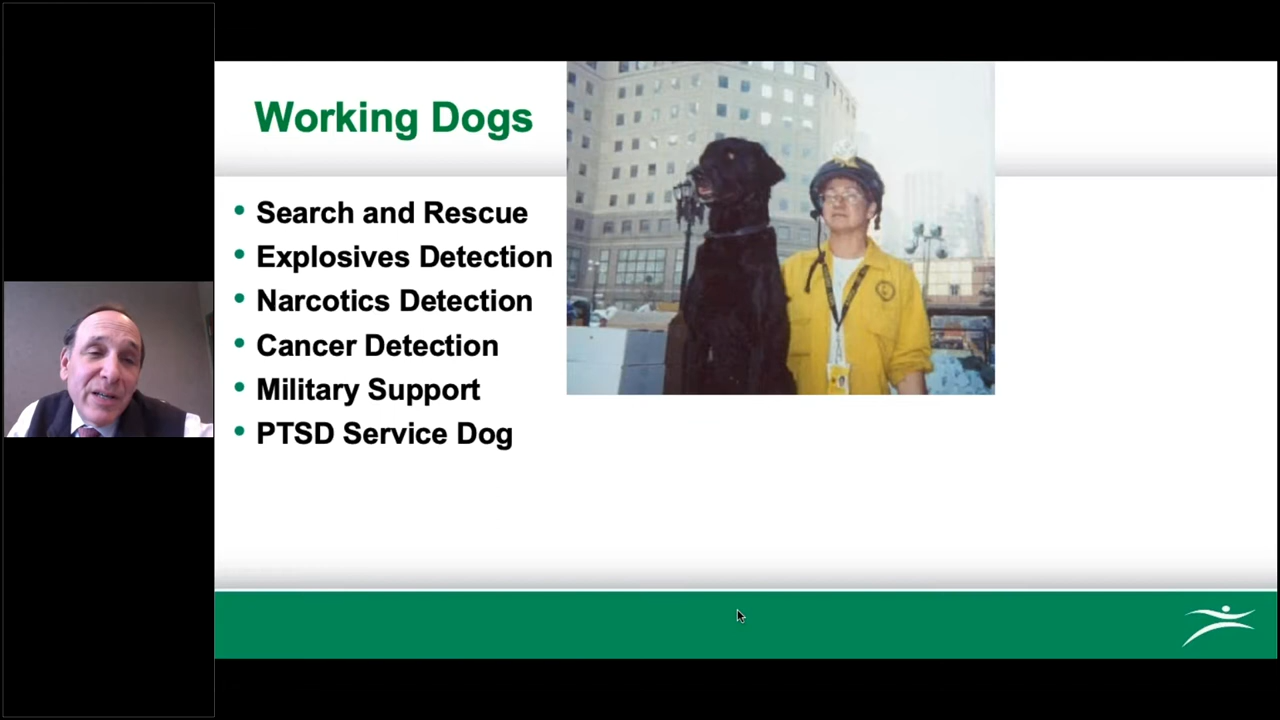 Working Dogs
• Search and Rescue
• Explosives Detection
• Narcotics Detection
• Cancer Detection
• Military Support
• PTSD Service Dog